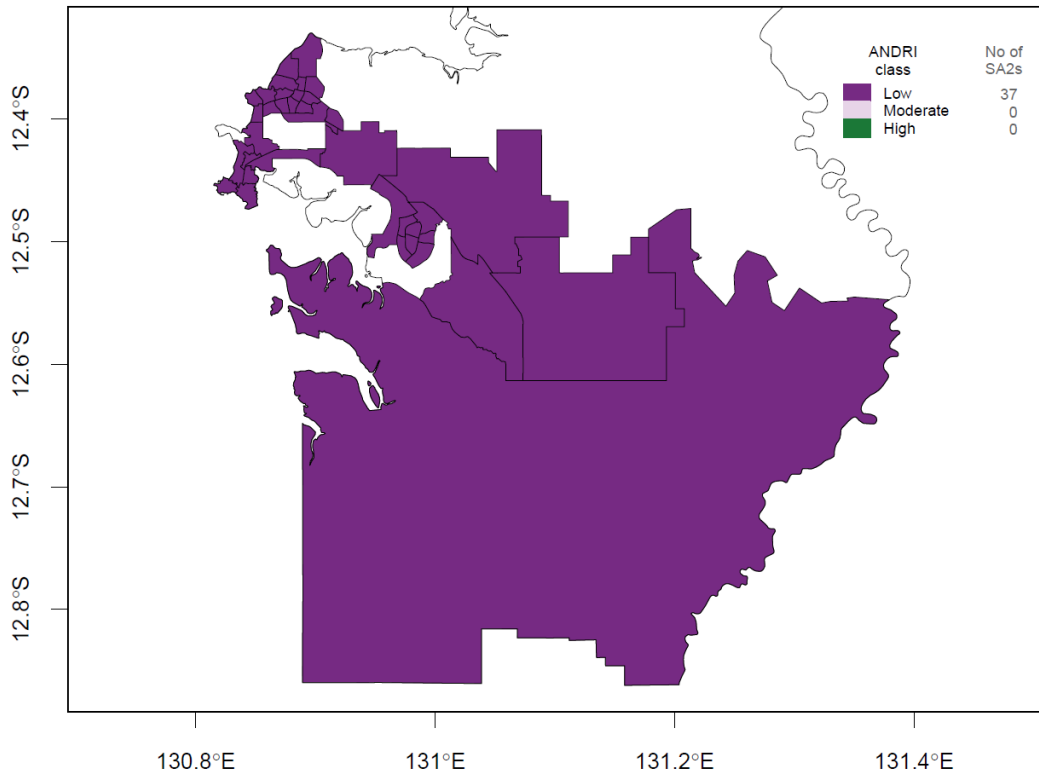 ANDRI class No of SA2s
Low 37
Moderate 0
High 0
12.4°S
12.5°S
12.6°S
12.7°S
12.8°S
130.8°E 131°E 131.2°E 131.4°E